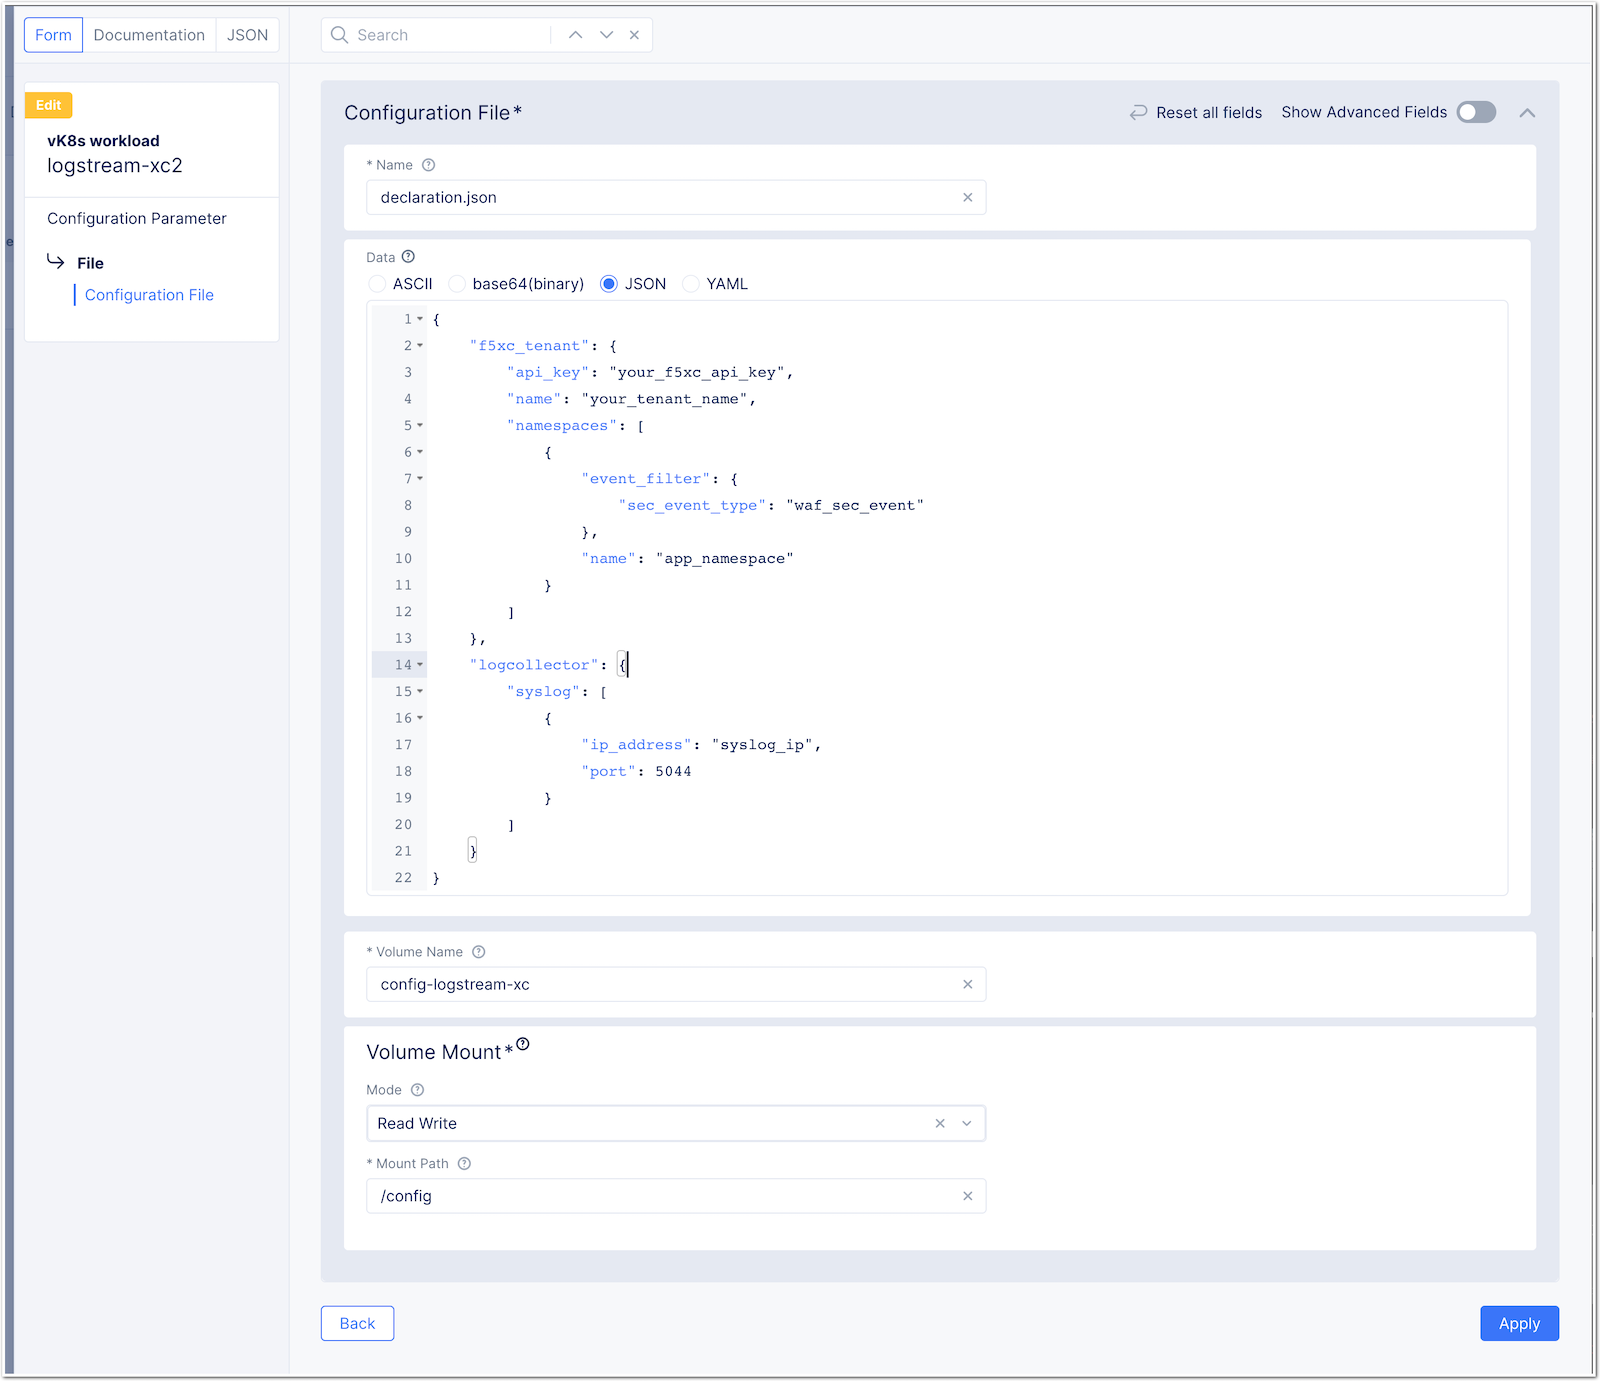 Form Documentation JSON
Search
Edit
vK8s workload
logstream-xc2
Configuration Parameter
File
Configuration File
Configuration File*
Reset all fields Show Advanced Fields
* Name
declaration.json
Data
ASCII base64(binary) JSON YAML
1 {
2     "f5xc_tenant": {
3         "api_key": "your_f5xc_api_key",
4         "name": "your_tenant_name",
5         "namespaces": [
6             {
7                 "event_filter": {
8                     "sec_event_type": "waf_sec_event"
9                 },
10                 "name": "app_namespace"
11             }
12         ]
13     },
14     "logcollector": {
15         "syslog": [
16             {
17                 "ip_address": "syslog_ip",
18                 "port": 5044
19             }
20         ]
21     }
22 }
* Volume Name
config-logstream-xc
Volume Mount*
Mode
Read Write
* Mount Path
/config
Back
Apply